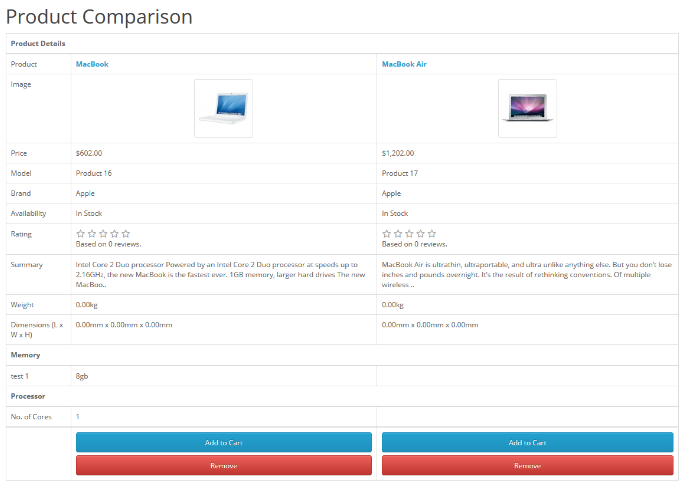 Product Comparison
Product Details
Product MacBook MacBook Air
Image
Price $602.00 $1,202.00
Model Product 16 Product 17
Brand Apple Apple
Availability In Stock In Stock
Rating
Based on 0 reviews. Based on 0 reviews.
Summary Intel Core 2 Duo processor Powered by an Intel Core 2 Duo processor at speeds up to MacBook Air is ultrathin, ultraportable, and ultra unlike anything else. But you don't lose
2.16GHz, the new MacBook is the fastest ever. 1GB memory, larger hard drives The new inches and pounds overnight. It's the result of rethinking conventions. Of multiple
MacBoo.. wireless ..
Weight 0.00kg 0.00kg
Dimensions (L x 0.00mm x 0.00mm x 0.00mm 0.00mm x 0.00mm x 0.00mm
W x H)
Memory
test 1 8gb
Processor
No. of Cores 1
Add to Cart Add to Cart
Remove Remove